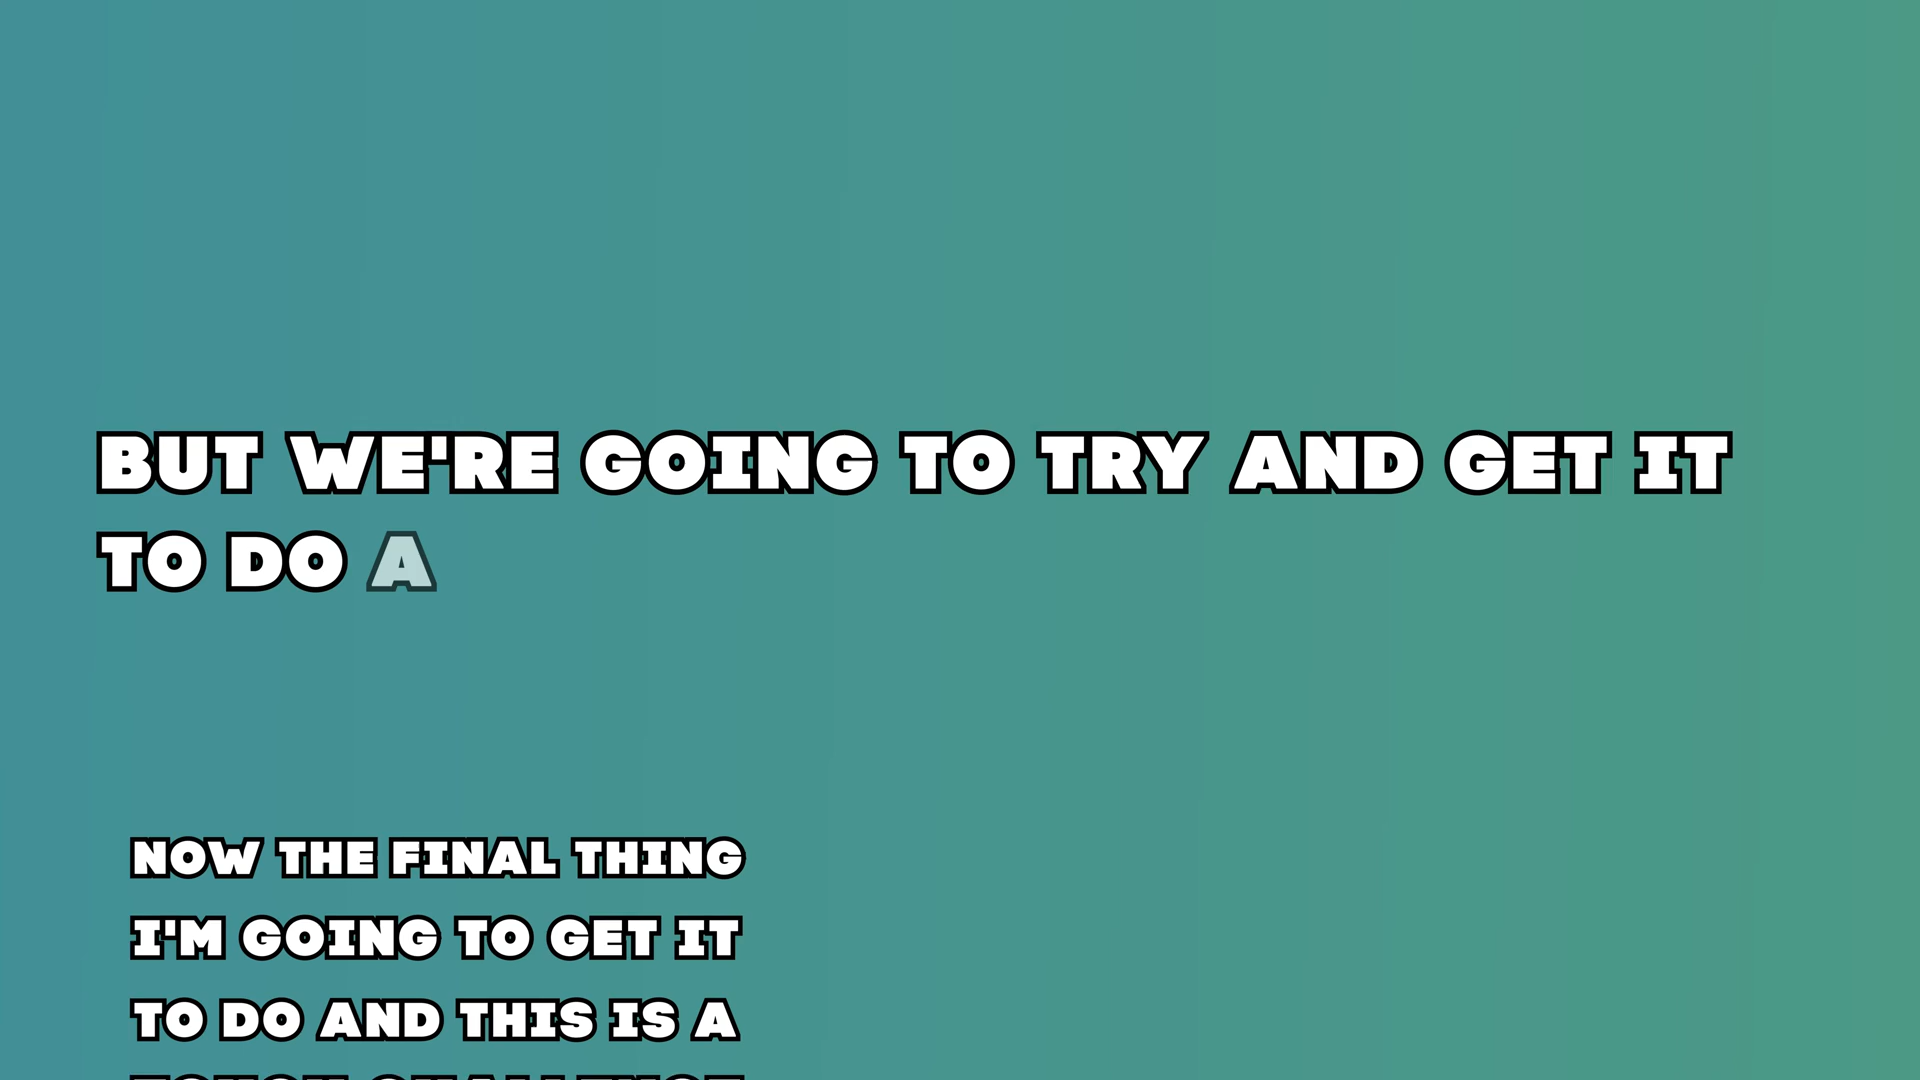 BUT WE'RE GOING TO TRY AND GET IT
TO DO A
NOW THE FINAL THING
I'M GOING TO GET IT
TO DO AND THIS IS A